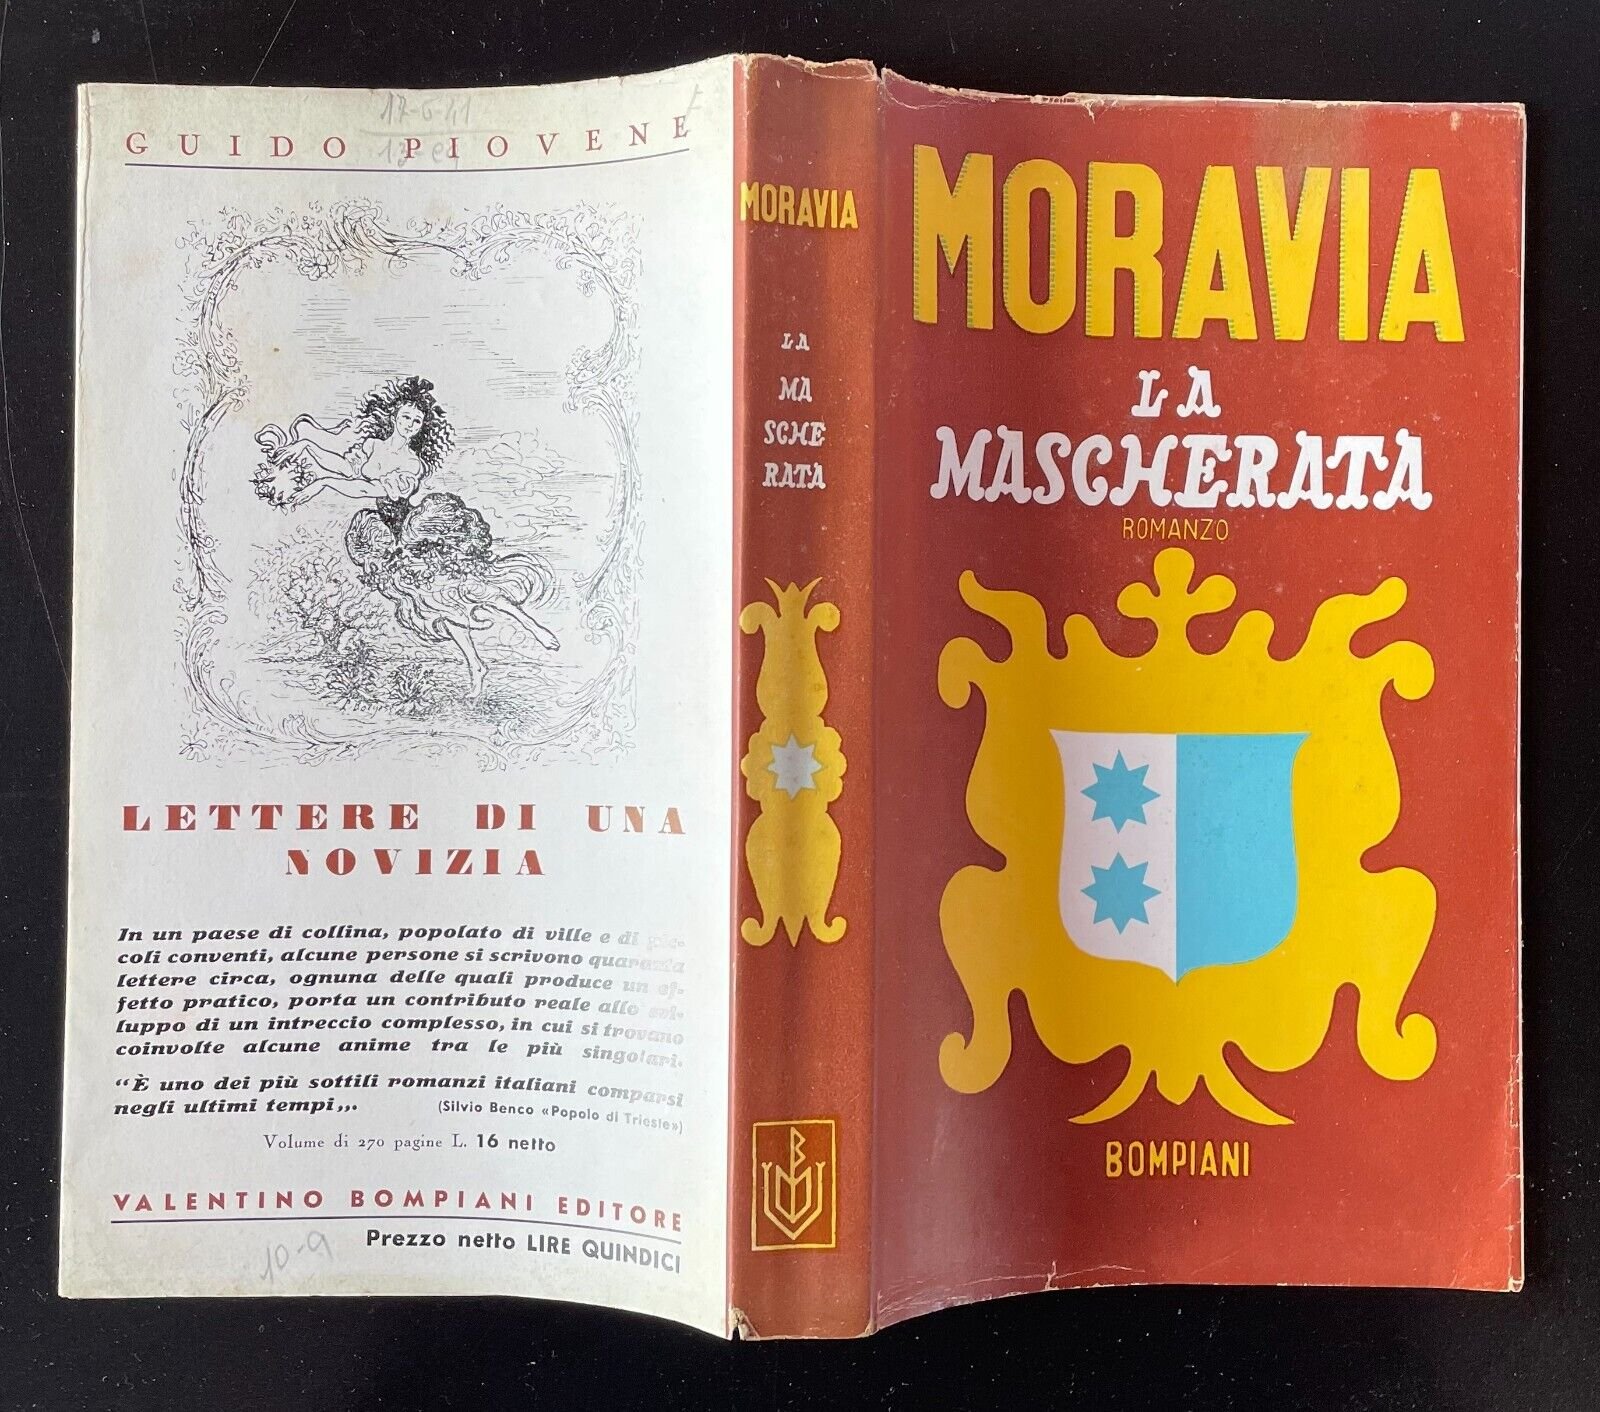 17-6-41
GUIDO PIOVENE
LETTERE DI UNA
NOVIZIA
In un paese di collina, popolato di ville e di pic-
coli conventi, alcune persone si scrivono quaranta
lettere circa, ognuna delle quali produce un ef-
fetto pratico, porta un contributo reale allo svi-
luppo di un intreccio complesso, in cui si trovano
coinvolte alcune anime tra le più singolari.
“È uno dei più sottili romanzi italiani comparsi
negli ultimi tempi„.
(Silvio Benco «Popolo di Trieste»)
Volume di 270 pagine L. 16 netto
VALENTINO BOMPIANI EDITORE
Prezzo netto LIRE QUINDICI
10-9
MORAVIA
LA
MA
SCHE-
RATA
B
MORAVIA
LA
MASCHERATA
ROMANZO
BOMPIANI